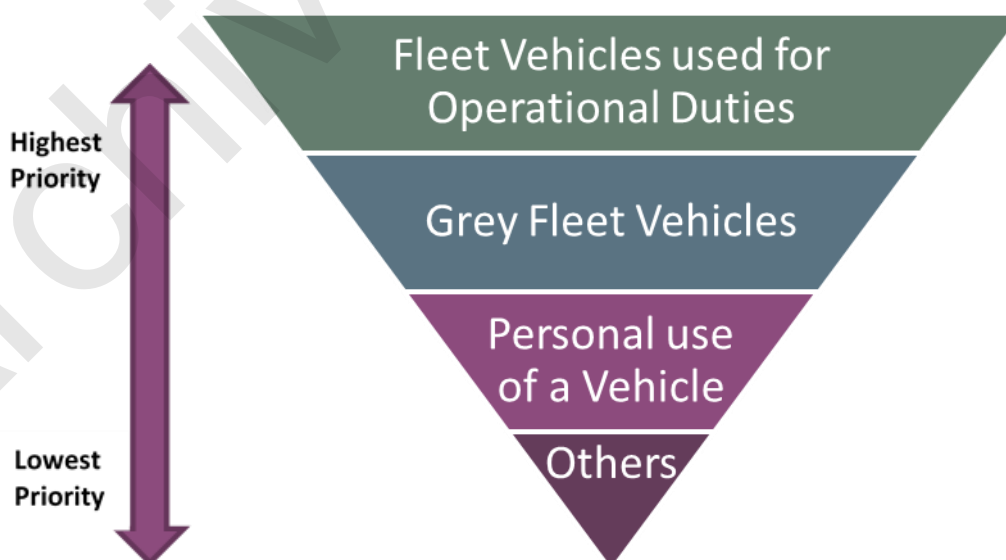 Fleet Vehicles used for
Operational Duties
Highest
Priority
Grey Fleet Vehicles
Personal use
of a Vehicle
Lowest
Priority
Others